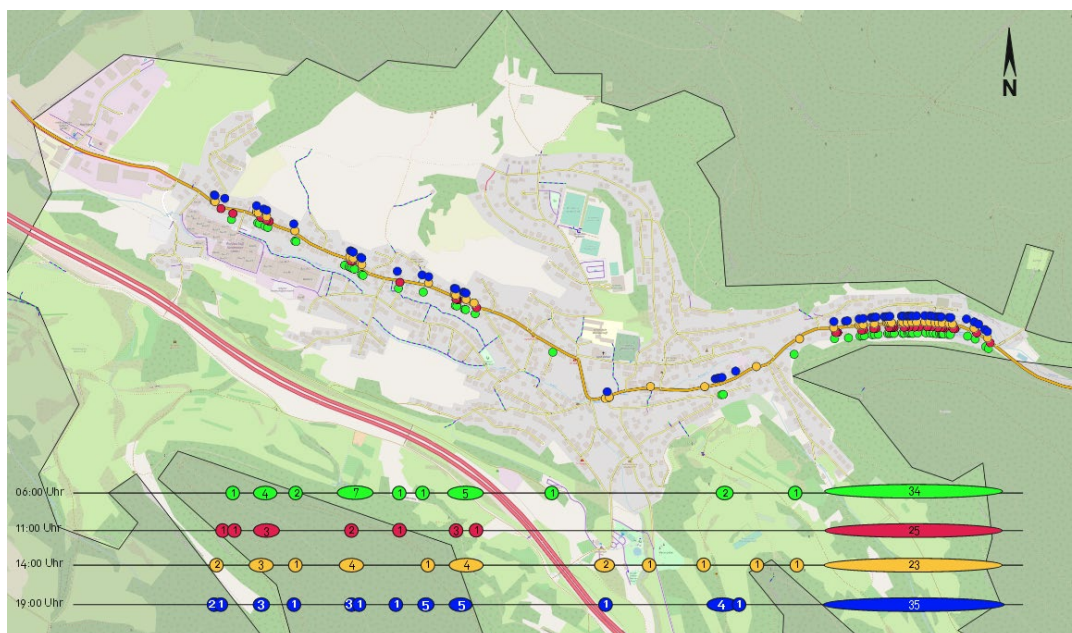 N
06:00 Uhr 1 4 2 7 1 1 5 1 2 1 34
11:00 Uhr 1 1 3 2 1 3 1 25
14:00 Uhr 2 3 1 4 1 4 2 1 1 1 1 23
19:00 Uhr 2 1 3 1 3 1 1 5 5 1 4 1 35